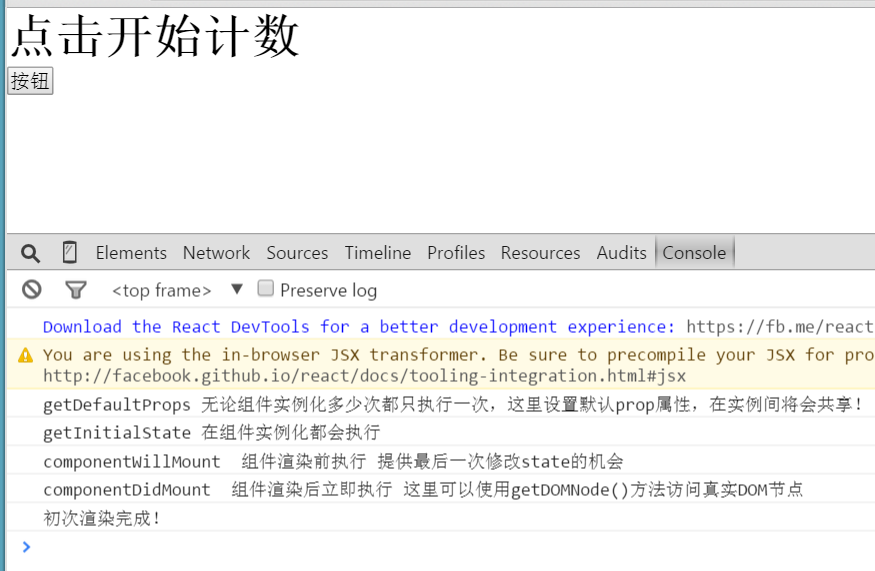 点击开始计数
按钮
Elements Network Sources Timeline Profiles Resources Audits Console
<top frame> ▼ Preserve log
Download the React DevTools for a better development experience: https://fb.me/react
You are using the in-browser JSX transformer. Be sure to precompile your JSX for pro
http://facebook.github.io/react/docs/tooling-integration.html#jsx
getDefaultProps 无论组件实例化多少次都只执行一次，这里设置默认prop属性，在实例间将会共享！
getInitialState 在组件实例化都会执行
componentWillMount  组件渲染前执行 提供最后一次修改state的机会
componentDidMount  组件渲染后立即执行 这里可以使用getDOMNode()方法访问真实DOM节点
初次渲染完成！